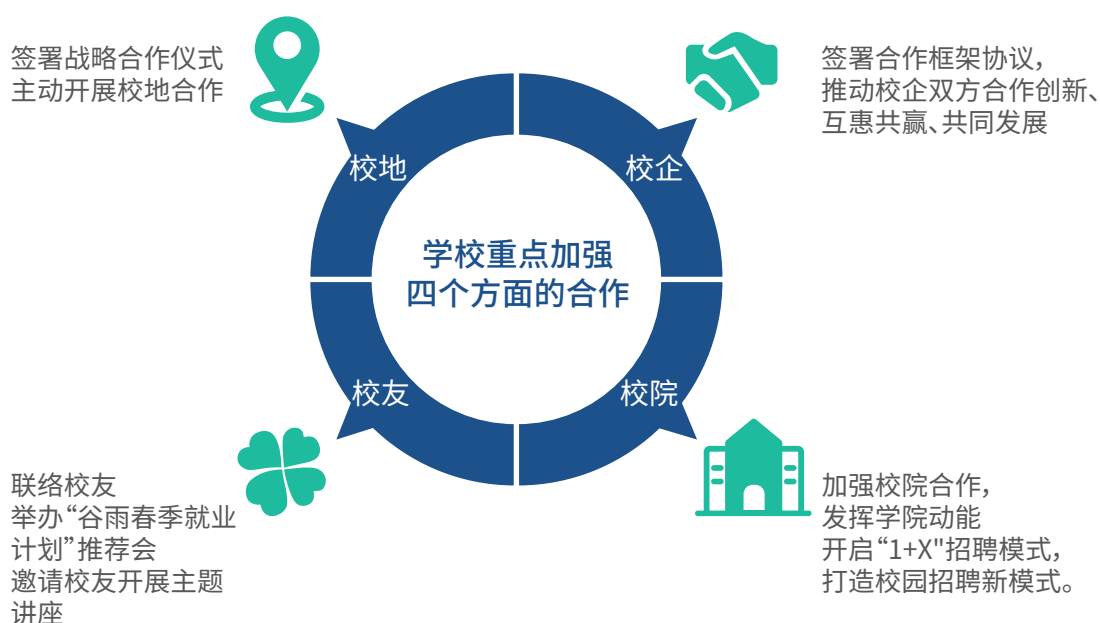 签署战略合作仪式
主动开展校地合作
签署合作框架协议，
推动校企双方合作创新、
互惠共赢、共同发展
校地
校企
学校重点加强
四个方面的合作
校友
校院
联络校友
举办“谷雨春季就业
计划”推荐会
邀请校友开展主题
讲座
加强校院合作，
发挥学院动能
开启“1+X"招聘模式，
打造校园招聘新模式。